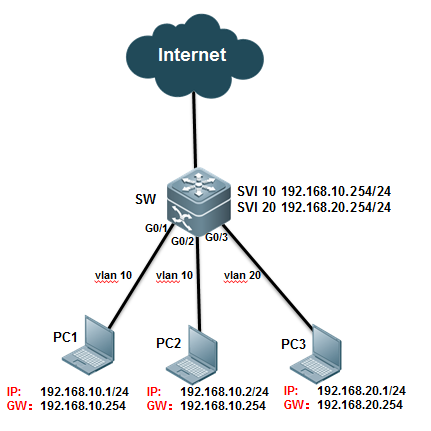 Internet
SW
SVI 10 192.168.10.254/24
SVI 20 192.168.20.254/24
G0/1
G0/2
G0/3
vlan 10
vlan 10
vlan 20
PC1
PC2
PC3
IP: 192.168.10.1/24
GW： 192.168.10.254
IP: 192.168.10.2/24
GW： 192.168.10.254
IP: 192.168.20.1/24
GW： 192.168.20.254